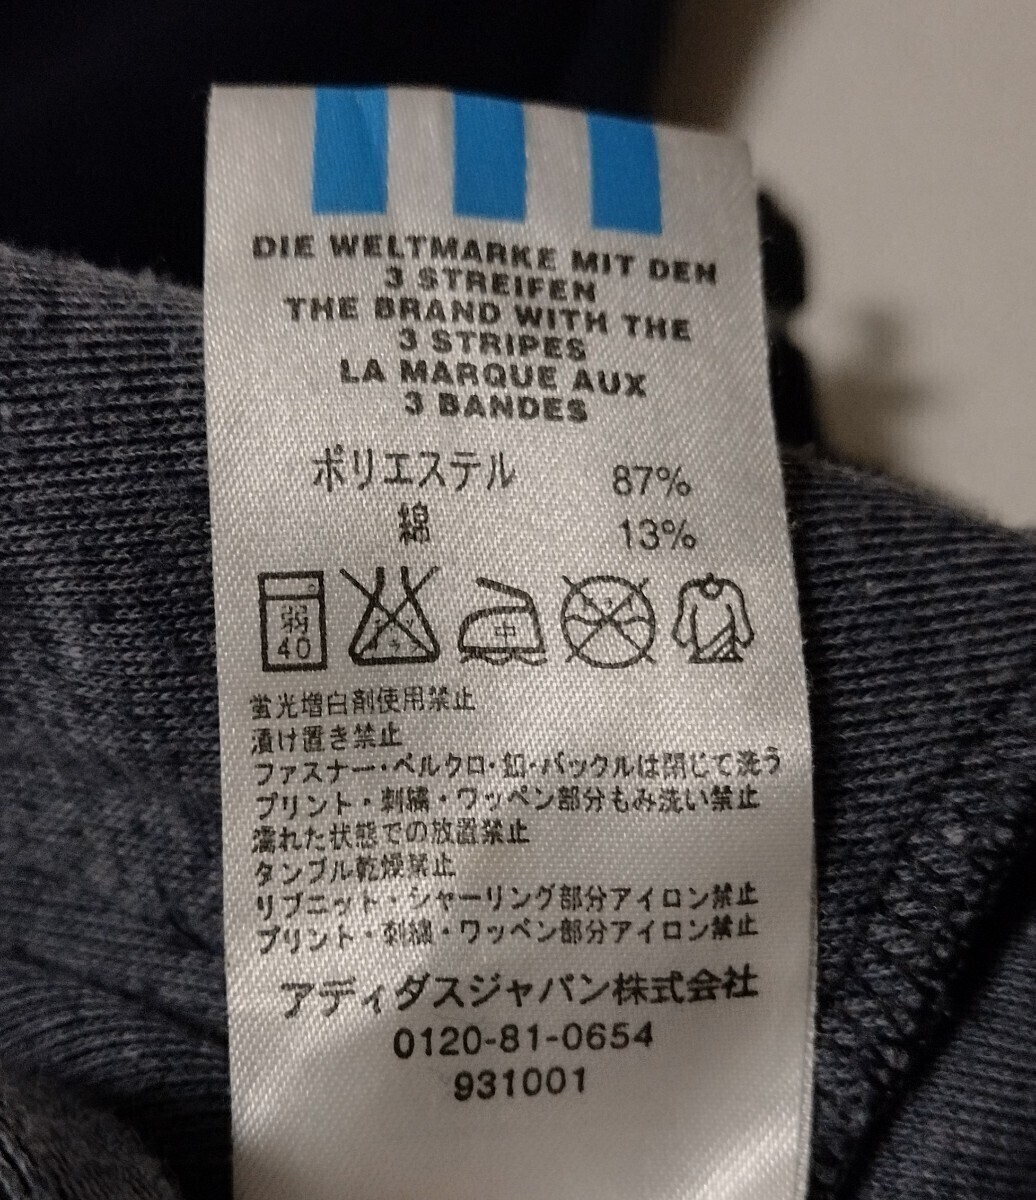 DIE WELTMARKE MIT DEN
3 STREIFEN
THE BRAND WITH THE
3 STRIPES
LA MARQUE AUX
3 BANDES
ポリエステル 87%
綿 13%
弱
40
中
蛍光増白剤使用禁止
漬け置き禁止
ファスナー・ベルクロ・釦・バックルは閉じて洗う
プリント・刺繍・ワッペン部分もみ洗い禁止
濡れた状態での放置禁止
タンブル乾燥禁止
リブニット・シャーリング部分アイロン禁止
プリント・刺繍・ワッペン部分アイロン禁止
アディダスジャパン株式会社
0120-81-0654
931001